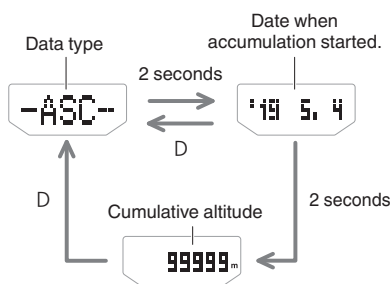 Date when
accumulation started.
Data type
2 seconds
-ASC-
'19 5. 4
D
D
2 seconds
Cumulative altitude
99999m